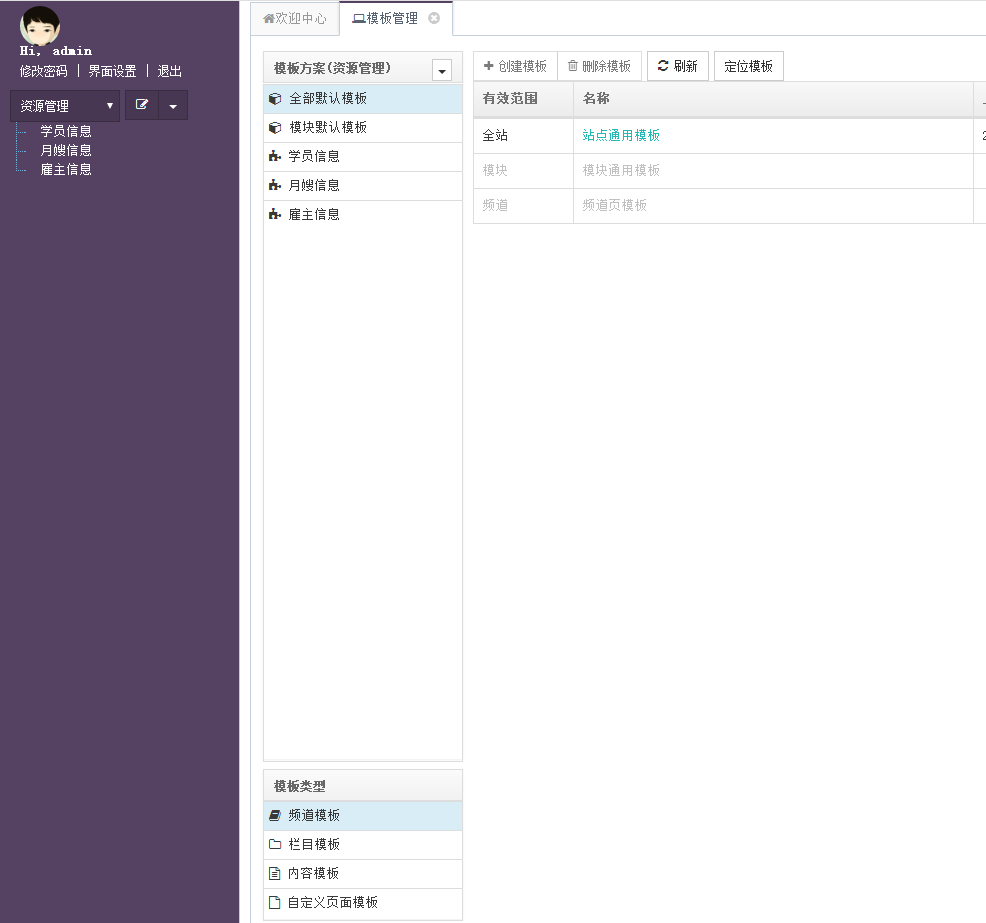 Hi, admin
修改密码 | 界面设置 | 退出
资源管理
学员信息
月嫂信息
雇主信息
欢迎中心 模板管理
模板方案(资源管理)
全部默认模板
模块默认模板
学员信息
月嫂信息
雇主信息
模板类型
频道模板
栏目模板
内容模板
自定义页面模板
创建模板 删除模板 刷新 定位模板
有效范围 名称
全站 站点通用模板
模块 模块通用模板
频道 频道页模板